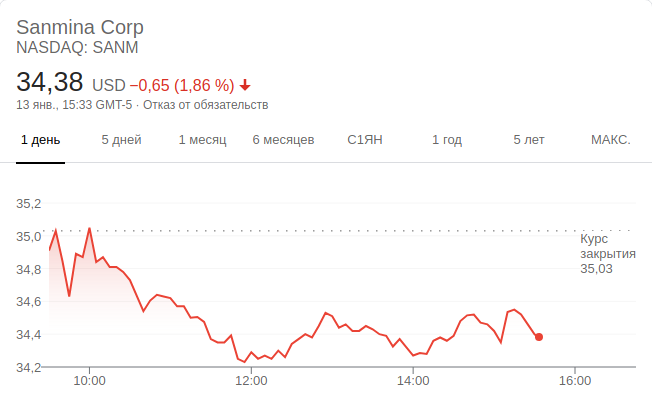 Sanmina Corp
NASDAQ: SANM
34,38 USD −0,65 (1,86 %) ↓
13 янв., 15:33 GMT-5 · Отказ от обязательств
1 день 5 дней 1 месяц 6 месяцев С1ЯН 1 год 5 лет МАКС.
35,2
35,0
34,8
34,6
34,4
34,2
Курс
закрытия
35,03
10:00 12:00 14:00 16:00